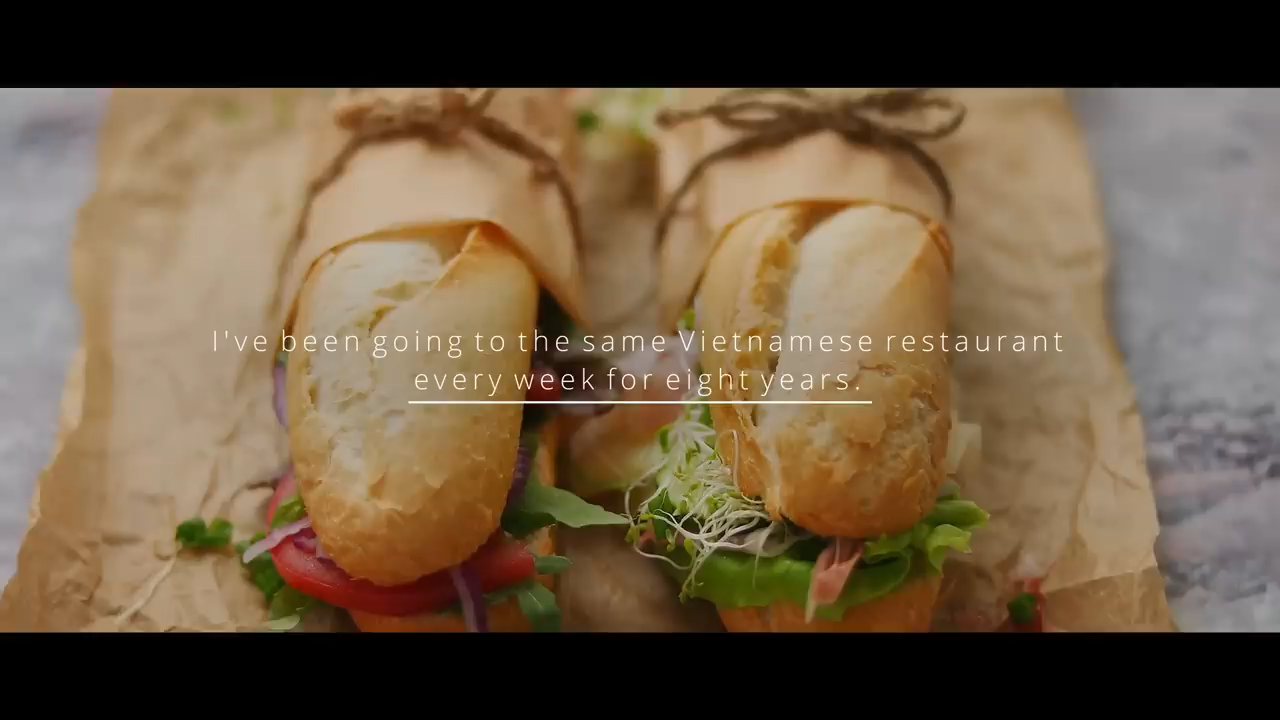 I've been going to the same Vietnamese restaurant
every week for eight years.